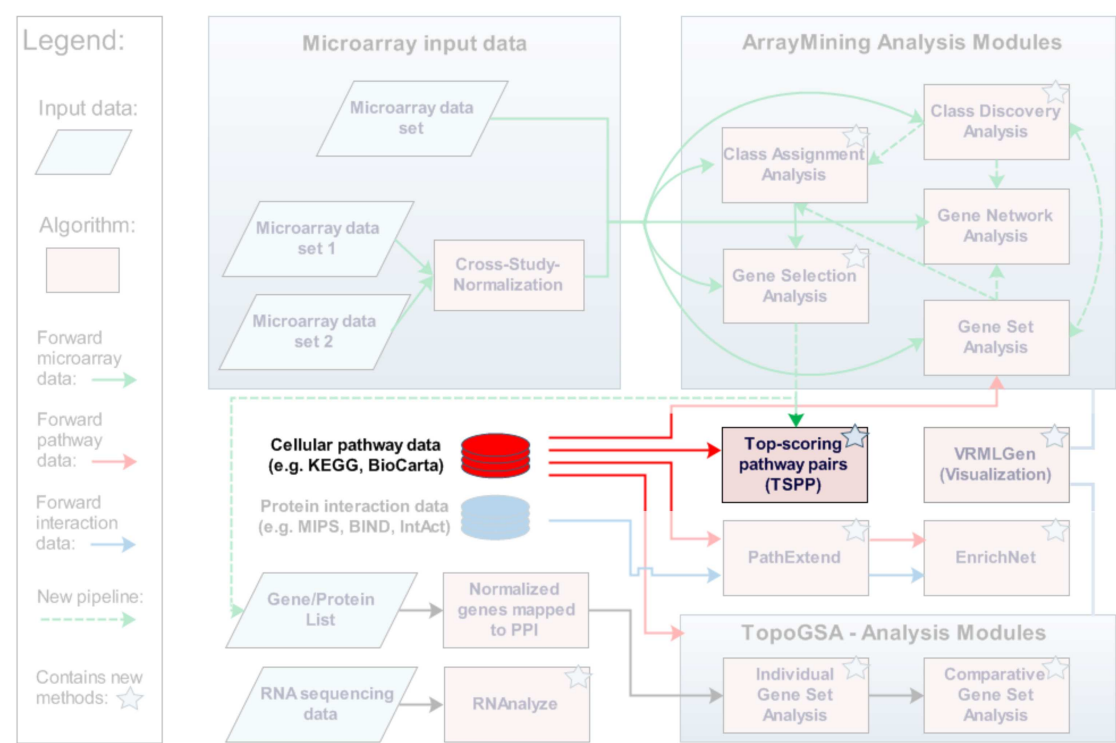 Legend:
Input data:
Algorithm:
Forward
microarray
data:
Forward
pathway
data:
Forward
interaction
data:
New pipeline:
Contains new
methods:
Microarray input data
Microarray data
set
Microarray data
set 1
Microarray data
set 2
Cross-Study-
Normalization
ArrayMining Analysis Modules
Class Discovery
Analysis
Class Assignment
Analysis
Gene Network
Analysis
Gene Selection
Analysis
Gene Set
Analysis
Cellular pathway data
(e.g. KEGG, BioCarta)
Top-scoring
pathway pairs
(TSPP)
VRMLGen
(Visualization)
Protein interaction data
(e.g. MIPS, BIND, IntAct)
PathExtend
EnrichNet
Gene/Protein
List
Normalized
genes mapped
to PPI
RNA sequencing
data
RNAnalyze
TopoGSA - Analysis Modules
Individual
Gene Set
Analysis
Comparative
Gene Set
Analysis